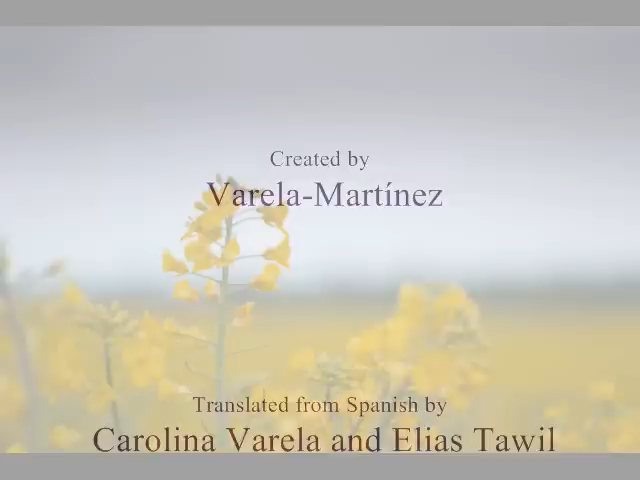 Created by
Varela-Martínez
Translated from Spanish by
Carolina Varela and Elias Tawil